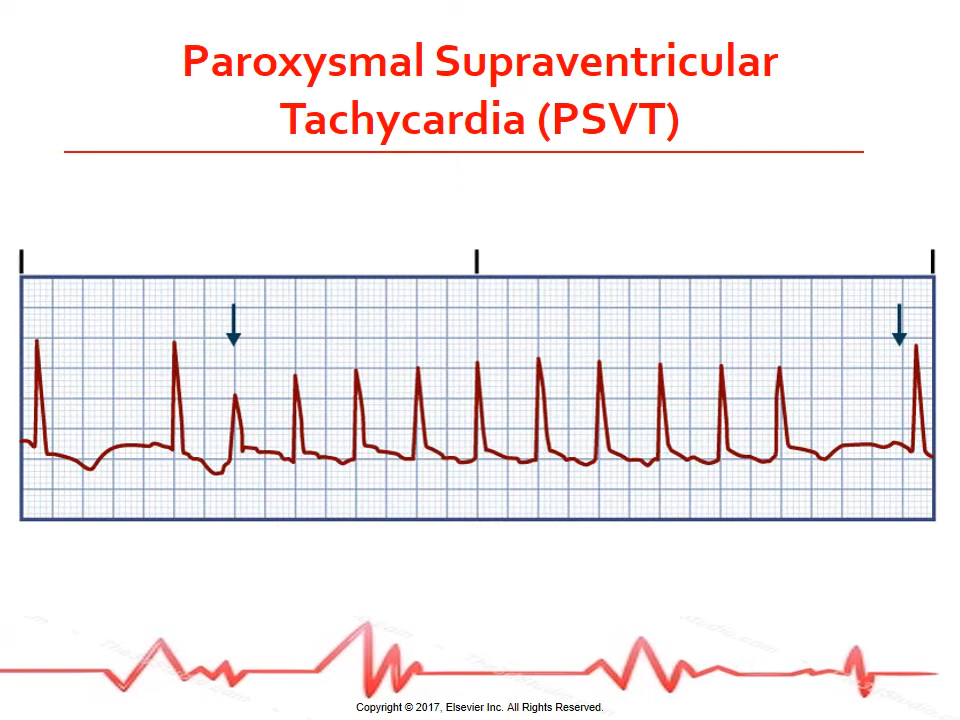 Paroxysmal Supraventricular
Tachycardia (PSVT)
Copyright © 2017, Elsevier Inc. All Rights Reserved.